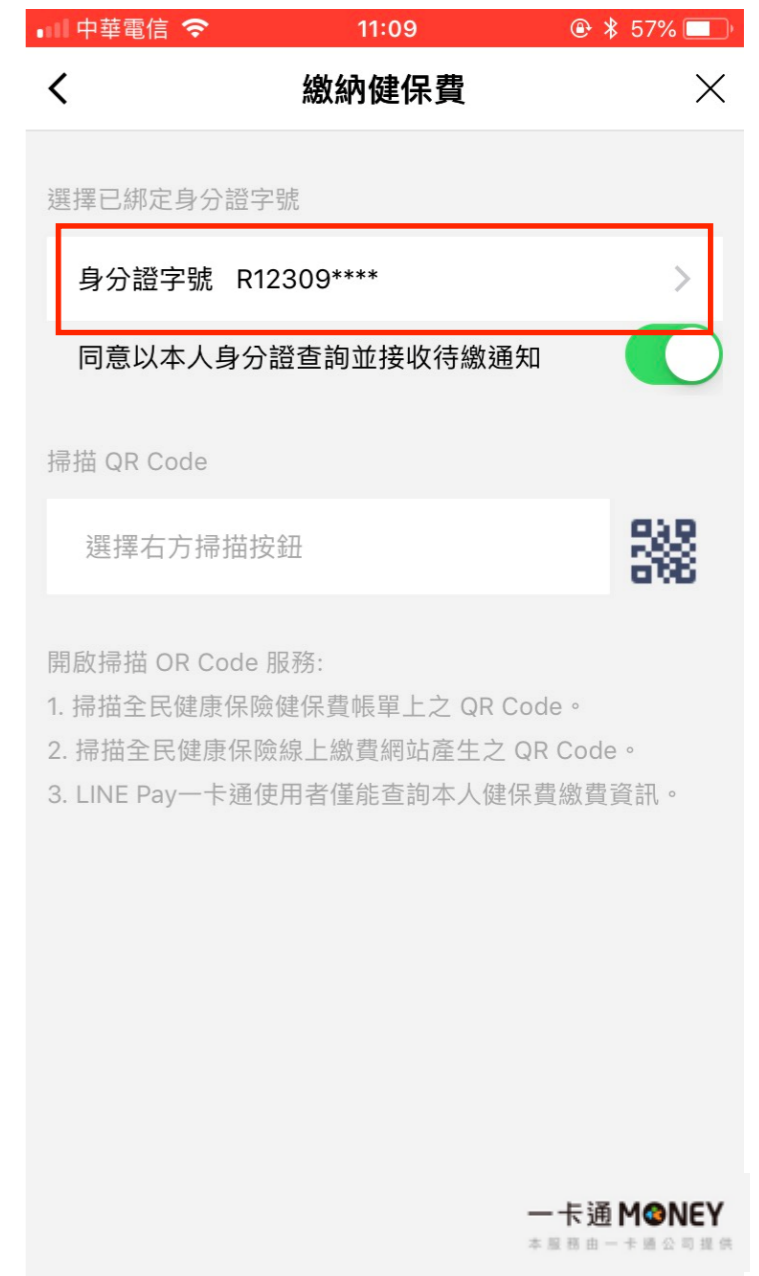 中華電信 11:09 57%
繳納健保費
選擇已綁定身分證字號
身分證字號 R12309****
同意以本人身分證查詢並接收待繳通知
掃描 QR Code
選擇右方掃描按鈕
開啟掃描 OR Code 服務:
1. 掃描全民健康保險健保費帳單上之 QR Code。
2. 掃描全民健康保險線上繳費網站產生之 QR Code。
3. LINE Pay一卡通使用者僅能查詢本人健保費繳費資訊。
一卡通 MONEY
本服務由一卡通公司提供